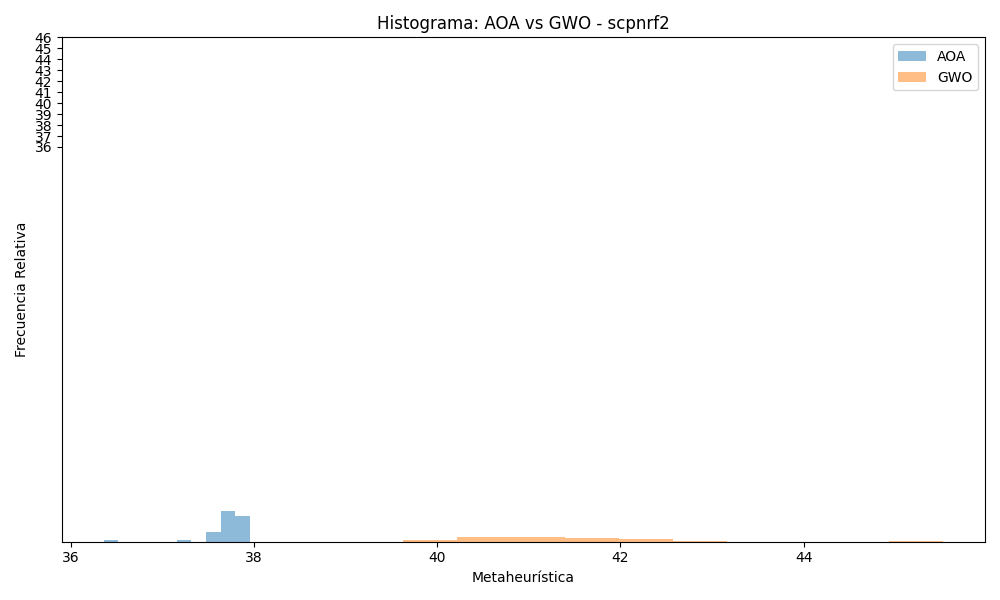 Histograma: AOA vs GWO - scpnrf2
AOA
GWO
46
45
44
43
42
41
40
39
38
37
36
Frecuencia Relativa
36 38 40 42 44
Metaheurística